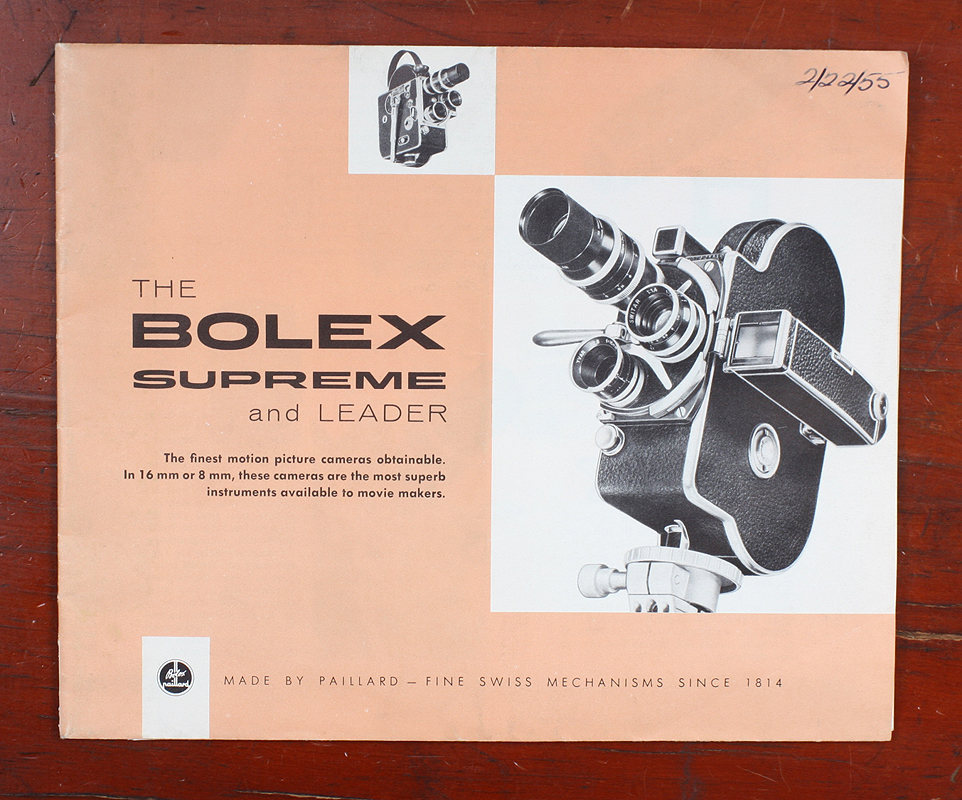 2/22/55
THE
BOLEX
SUPREME
and LEADER
The finest motion picture cameras obtainable.
In 16 mm or 8 mm, these cameras are the most superb
instruments available to movie makers.
Bolex
paillard
MADE BY PAILLARD — FINE SWISS MECHANISMS SINCE 1814